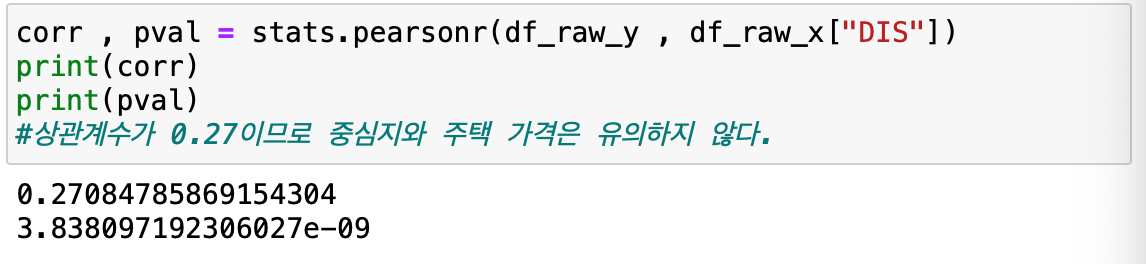 corr , pval = stats.pearsonr(df_raw_y , df_raw_x["DIS"])
print(corr)
print(pval)
#상관계수가 0.27이므로 중심지와 주택 가격은 유의하지 않다.
0.27084785869154304
3.838097192306027e-09